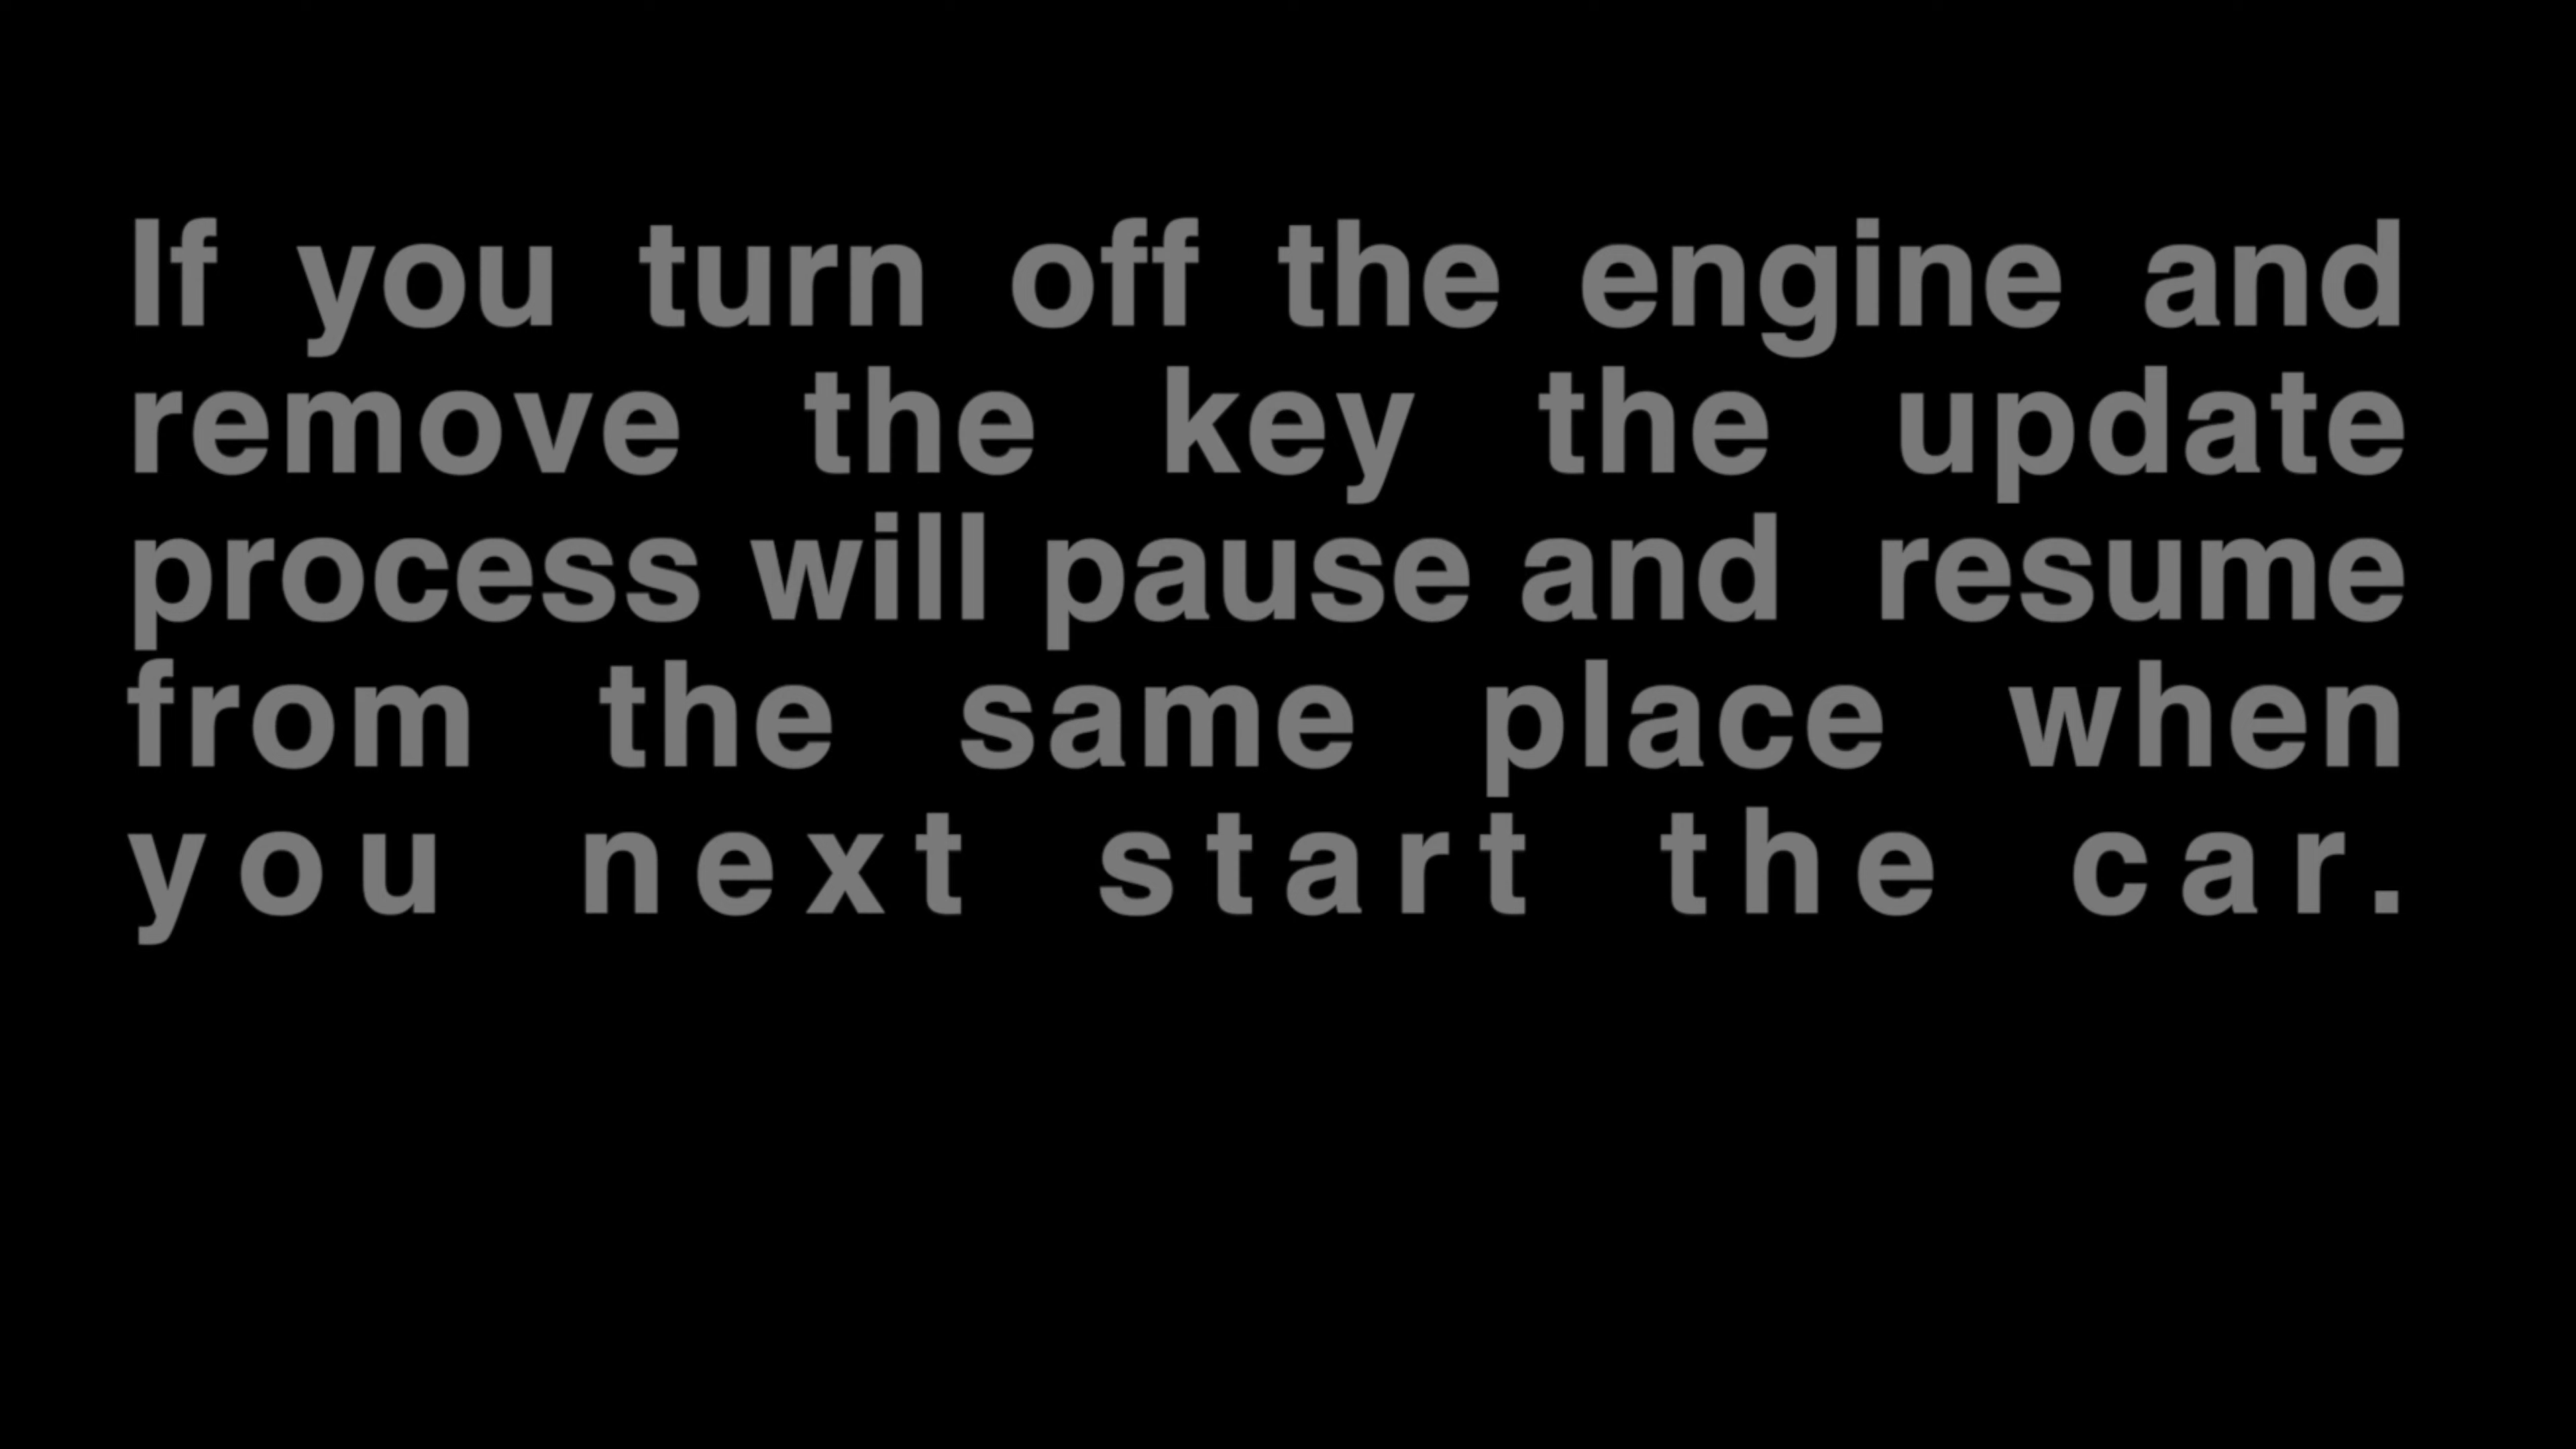 If you turn off the engine and
remove the key the update
process will pause and resume
from the same place when
you next start the car.